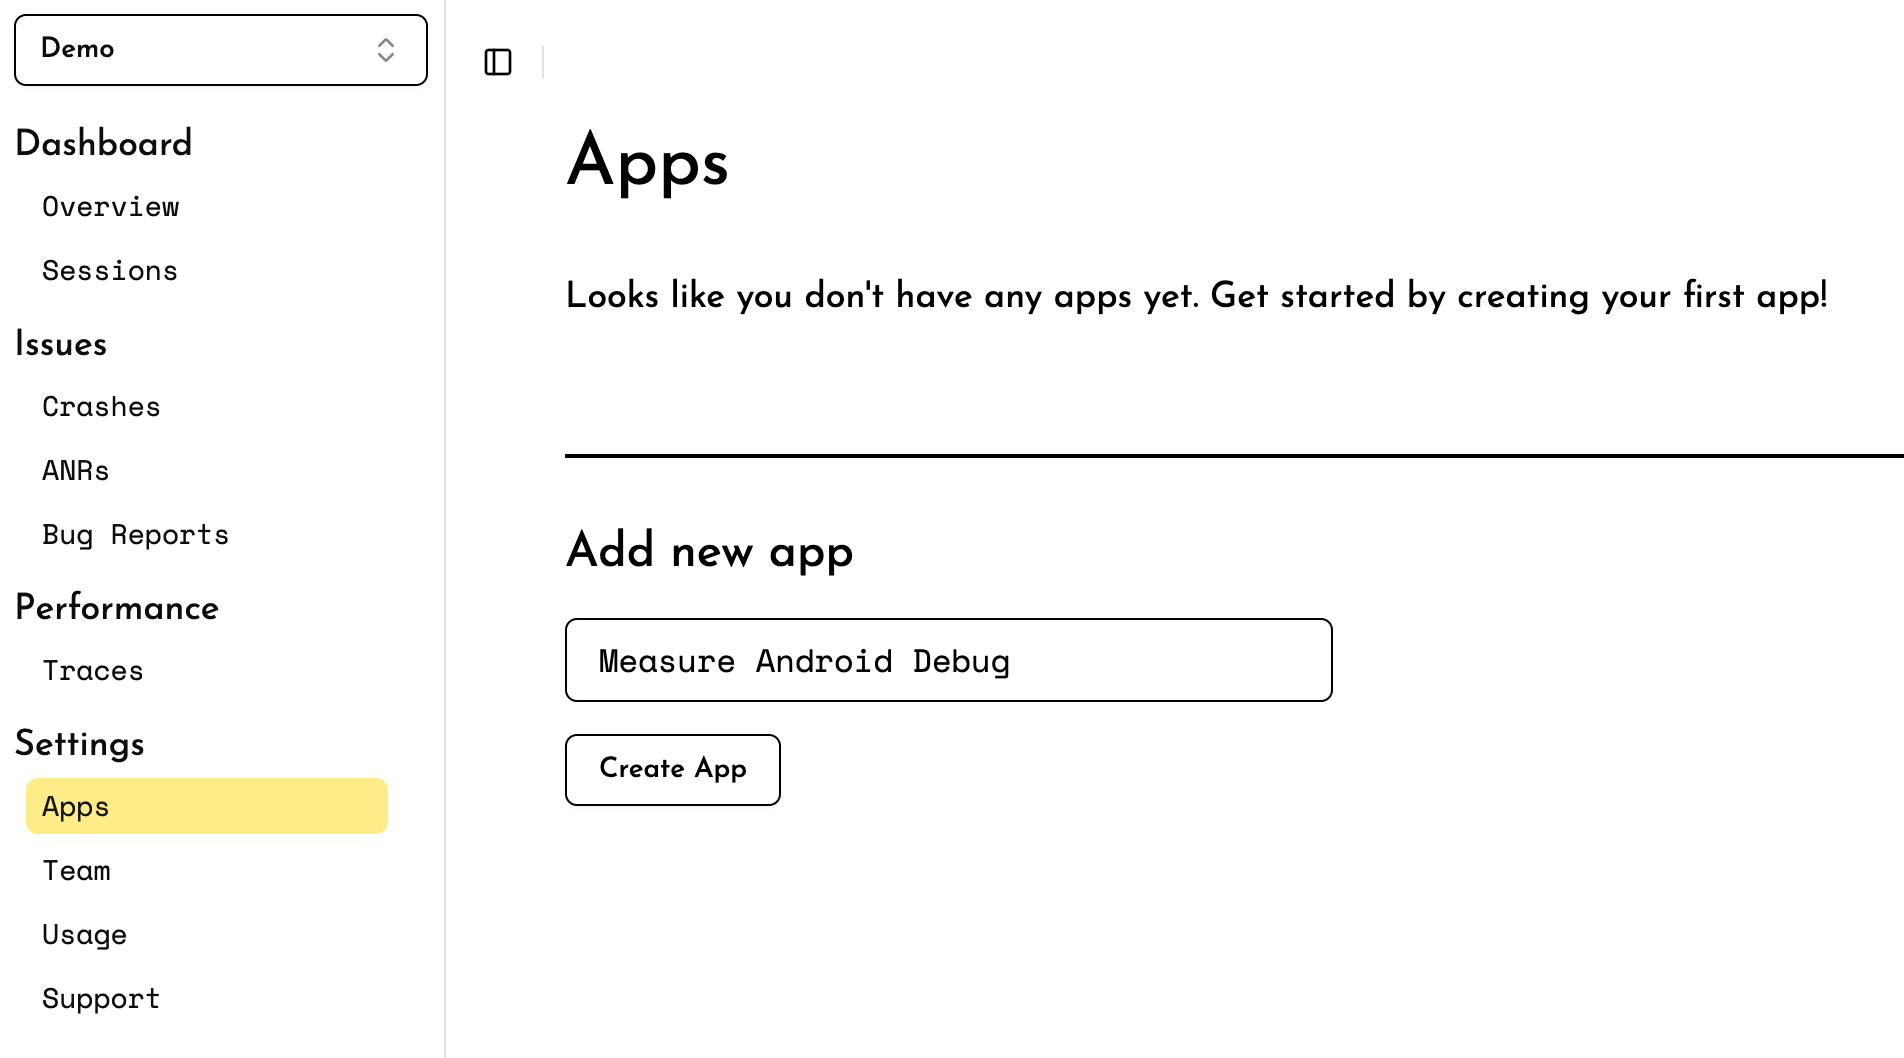 Demo
Dashboard
Overview
Sessions
Issues
Crashes
ANRs
Bug Reports
Performance
Traces
Settings
Apps
Team
Usage
Support
Apps
Looks like you don't have any apps yet. Get started by creating your first app!
Add new app
Measure Android Debug
Create App